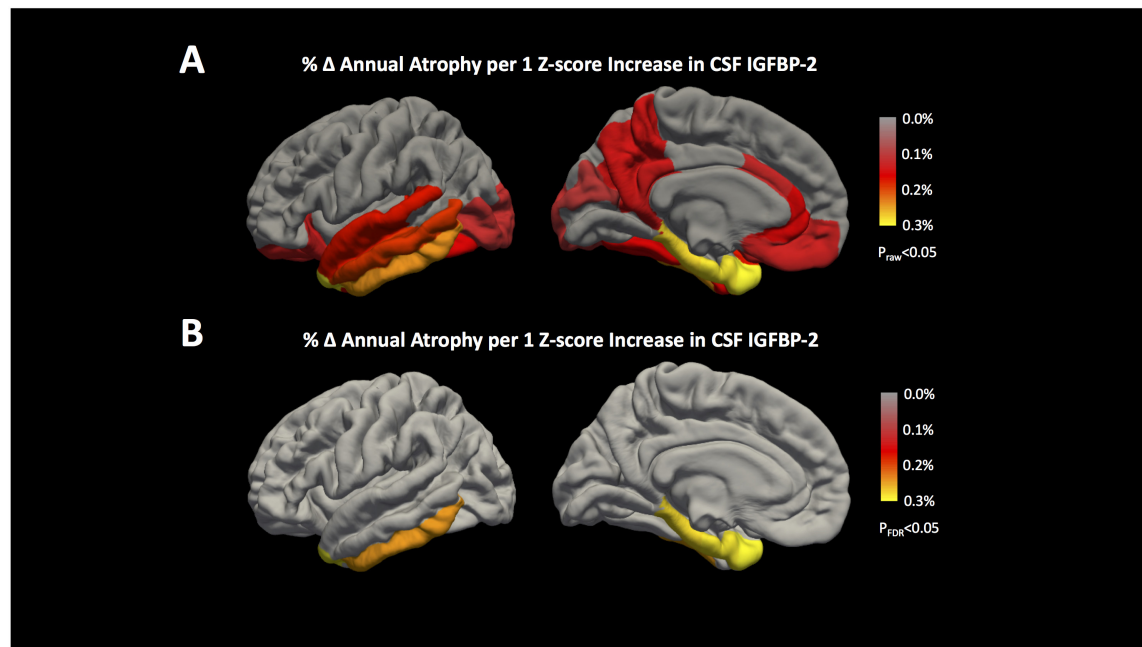 A
% Δ Annual Atrophy per 1 Z-score Increase in CSF IGFBP-2
0.0%
0.1%
0.2%
0.3%
Praw<0.05
B
% Δ Annual Atrophy per 1 Z-score Increase in CSF IGFBP-2
0.0%
0.1%
0.2%
0.3%
PFDR<0.05